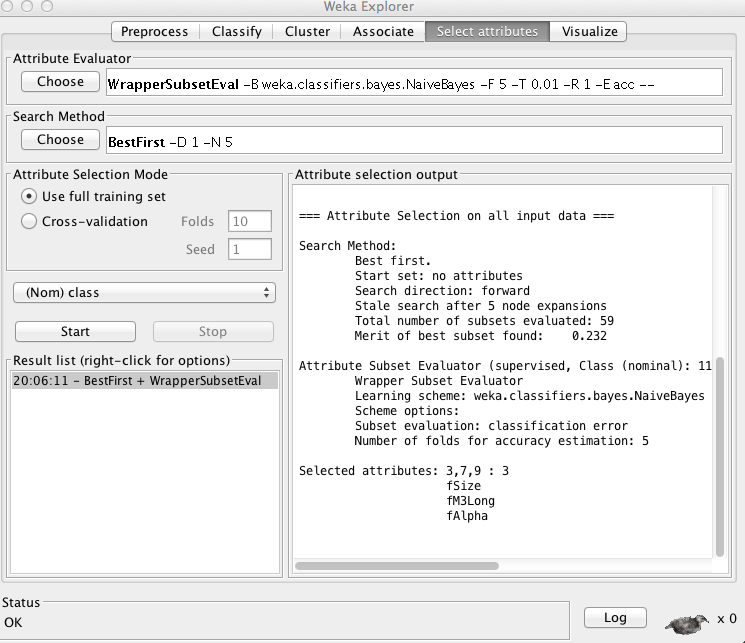 Weka Explorer
Preprocess Classify Cluster Associate Select attributes Visualize
Attribute Evaluator
Choose WrapperSubsetEval -B weka.classifiers.bayes.NaiveBayes -F 5 -T 0.01 -R 1 -E acc --
Search Method
Choose BestFirst -D 1 -N 5
Attribute Selection Mode
Use full training set
Cross-validation Folds 10
Seed 1
(Nom) class
Start Stop
Result list (right-click for options)
20:06:11 - BestFirst + WrapperSubsetEval
Attribute selection output
=== Attribute Selection on all input data ===
Search Method:
Best first.
Start set: no attributes
Search direction: forward
Stale search after 5 node expansions
Total number of subsets evaluated: 59
Merit of best subset found: 0.232
Attribute Subset Evaluator (supervised, Class (nominal): 11
Wrapper Subset Evaluator
Learning scheme: weka.classifiers.bayes.NaiveBayes
Scheme options:
Subset evaluation: classification error
Number of folds for accuracy estimation: 5
Selected attributes: 3,7,9 : 3
fSize
fM3Long
fAlpha
Status
OK
Log x 0